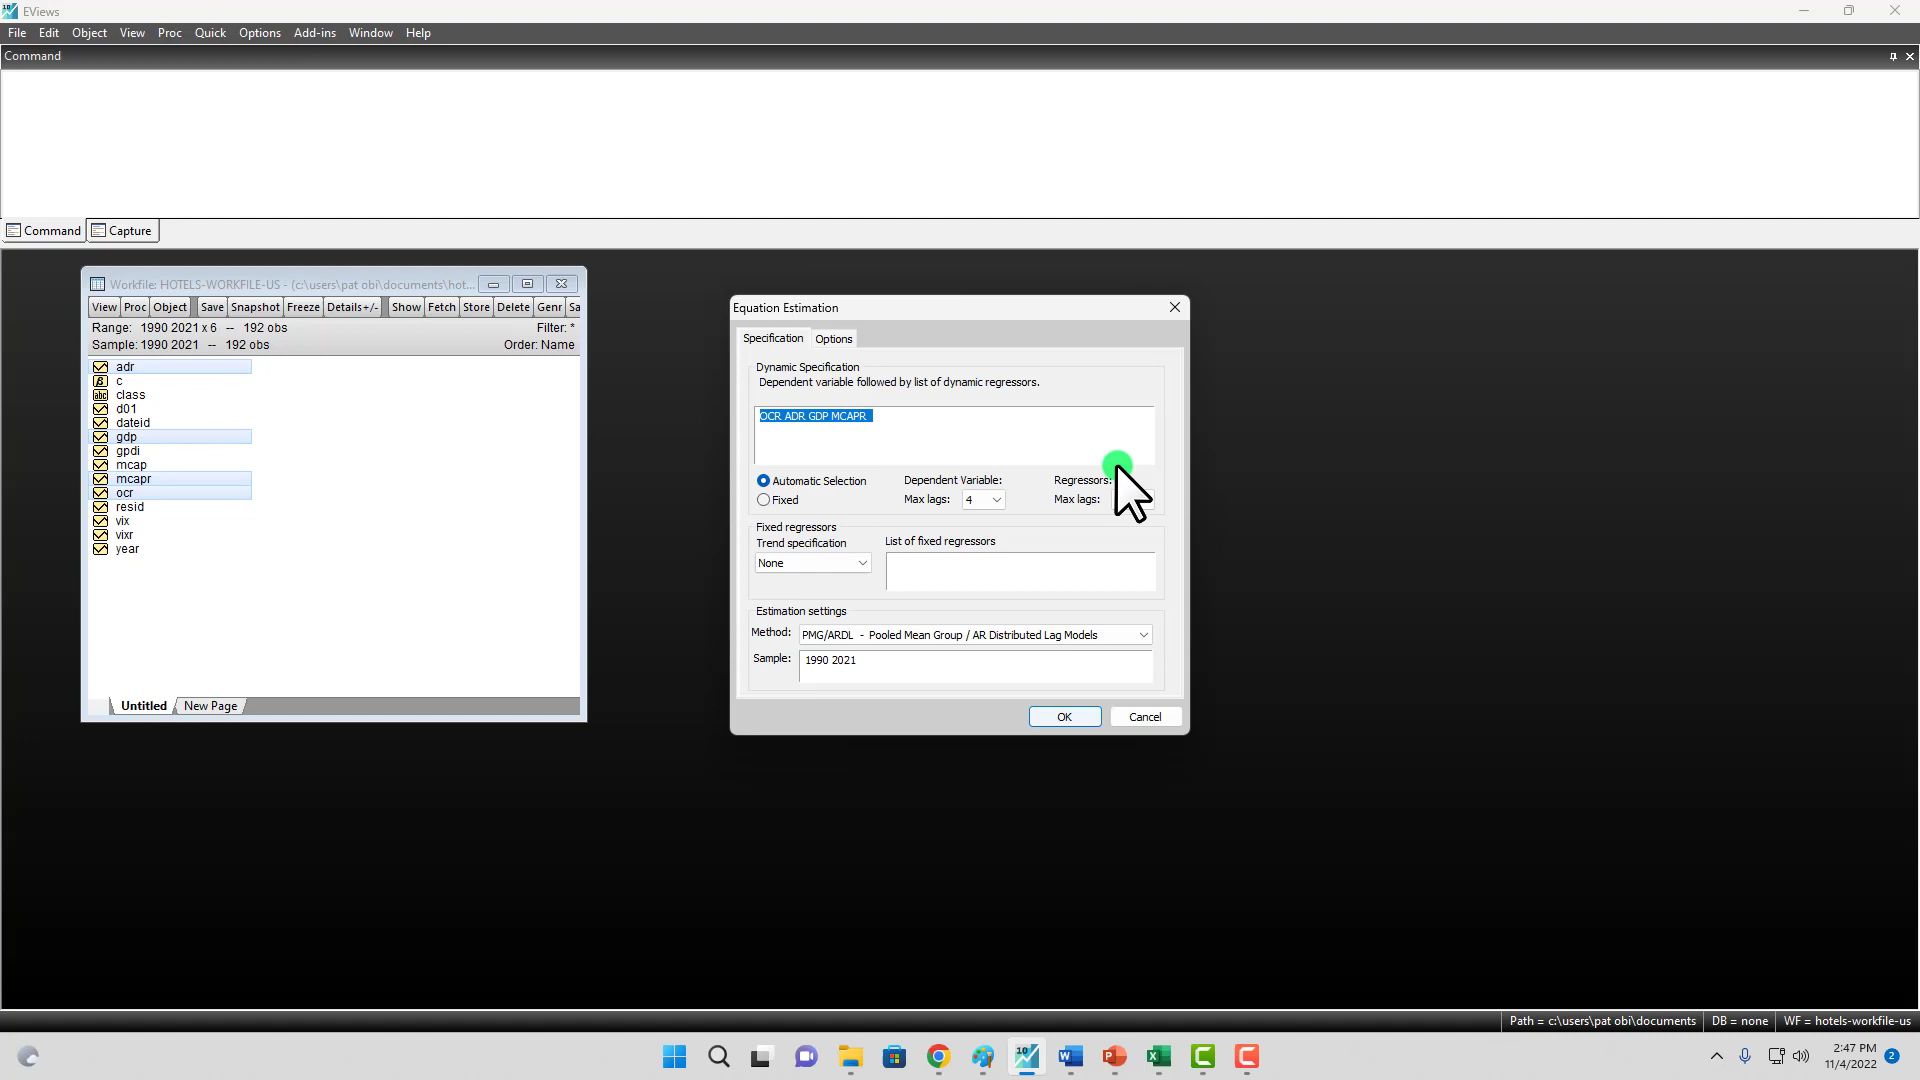 EViews
File Edit Object View Proc Quick Options Add-ins Window Help
Command
Command Capture
Workfile: HOTELS-WORKFILE-US - (c:\users\pat obi\documents\hot...
View Proc Object Save Snapshot Freeze Details+/- Show Fetch Store Delete Genr Sa
Range: 1990 2021 x 6 -- 192 obs Filter: *
Sample: 1990 2021 -- 192 obs Order: Name
adr
c
class
d01
dateid
gdp
gpdi
mcap
mcapr
ocr
resid
vix
vixr
year
Untitled New Page
Equation Estimation
Specification Options
Dynamic Specification
Dependent variable followed by list of dynamic regressors.
OCR ADR GDP MCAPR
Automatic Selection Dependent Variable: Regressors:
Fixed Max lags: 4 Max lags:
Fixed regressors
Trend specification List of fixed regressors
None
Estimation settings
Method: PMG/ARDL - Pooled Mean Group / AR Distributed Lag Models
Sample: 1990 2021
OK Cancel
Path = c:\users\pat obi\documents DB = none WF = hotels-workfile-us
2:47 PM
11/4/2022 2